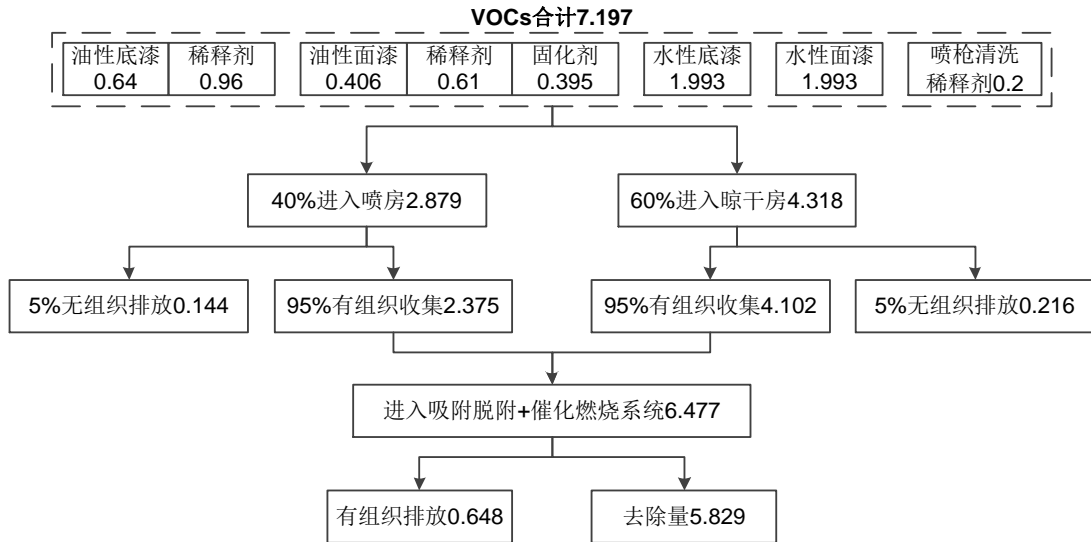 VOCs合计7.197
油性底漆
0.64
稀释剂
0.96
油性面漆
0.406
稀释剂
0.61
固化剂
0.395
水性底漆
1.993
水性面漆
1.993
喷枪清洗
稀释剂0.2
40%进入喷房2.879
60%进入晾干房4.318
5%无组织排放0.144
95%有组织收集2.375
95%有组织收集4.102
5%无组织排放0.216
进入吸附脱附+催化燃烧系统6.477
有组织排放0.648
去除量5.829